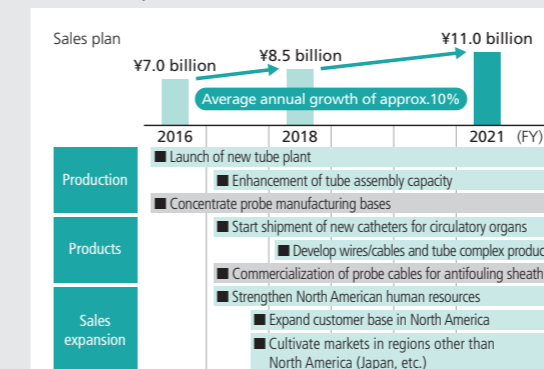 Sales plan
¥7.0 billion
¥8.5 billion
¥11.0 billion
Average annual growth of approx.10%
2016 2018 2021 (FY)
Production
■ Launch of new tube plant
■ Enhancement of tube assembly capacity
■ Concentrate probe manufacturing bases
Products
■ Start shipment of new catheters for circulatory organs
■ Develop wires/cables and tube complex produc
■ Commercialization of probe cables for antifouling sheath
Sales
expansion
■ Strengthen North American human resources
■ Expand customer base in North America
■ Cultivate markets in regions other than
North America (Japan, etc.)